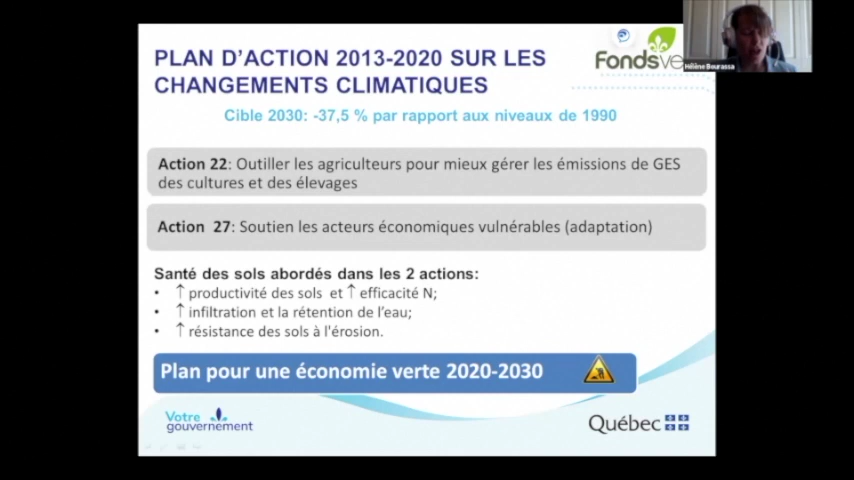 PLAN D'ACTION 2013-2020 SUR LES
CHANGEMENTS CLIMATIQUES
Fonds ve
Hélène Bourassa
Cible 2030: -37,5 % par rapport aux niveaux de 1990
Action 22: Outiller les agriculteurs pour mieux gérer les émissions de GES
des cultures et des élevages
Action 27: Soutien les acteurs économiques vulnérables (adaptation)
Santé des sols abordés dans les 2 actions:
• ↑ productivité des sols et ↑ efficacité N;
• ↑ infiltration et la rétention de l'eau;
• ↑ résistance des sols à l'érosion.
Plan pour une économie verte 2020-2030
Votre
gouvernement
Québec